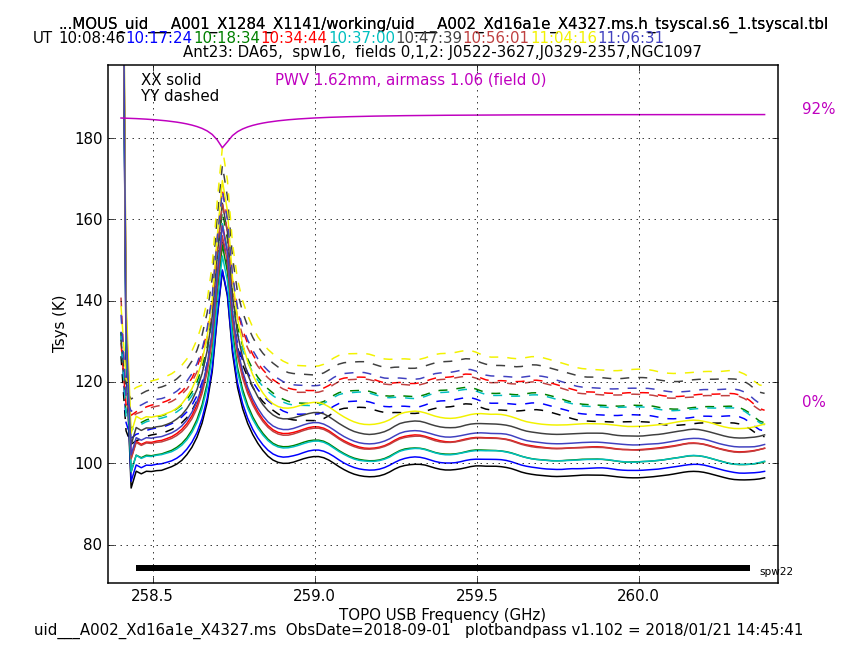 ...MOUS_uid___A001_X1284_X1141/working/uid___A002_Xd16a1e_X4327.ms.h_tsyscal.s6_1.tsyscal.tbl
UT 10:08:46 10:17:24 10:18:34 10:34:44 10:37:00 10:47:39 10:56:01 11:04:16 11:06:31
Ant23: DA65, spw16, fields 0,1,2: J0522-3627,J0329-2357,NGC1097
XX solid
PWV 1.62mm, airmass 1.06 (field 0)
YY dashed
92%
180
160
140
120
100
80
Tsys (K)
0%
spw22
258.5 259.0 259.5 260.0
TOPO USB Frequency (GHz)
uid___A002_Xd16a1e_X4327.ms ObsDate=2018-09-01 plotbandpass v1.102 = 2018/01/21 14:45:41